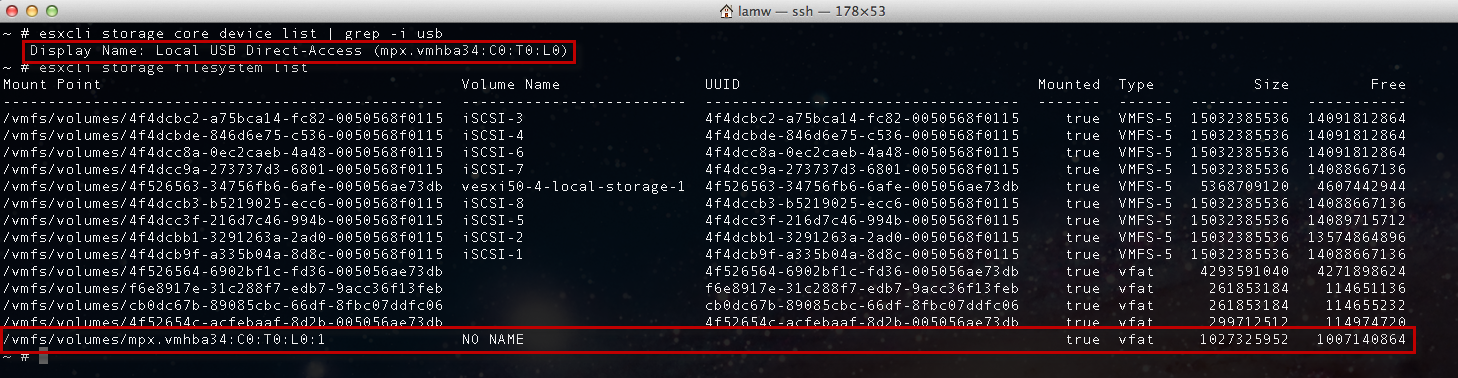 lamw — ssh — 178×53
~ # esxcli storage core device list | grep -i usb
Display Name: Local USB Direct-Access (mpx.vmhba34:C0:T0:L0)
~ # esxcli storage filesystem list
Mount Point Volume Name UUID Mounted Type Size Free
------------------------------------------------- -------------------------- ----------------------------------- ------- ------ ----------- -----------
/vmfs/volumes/4f4dcbc2-a75bca14-fc82-0050568f0115 iSCSI-3 4f4dcbc2-a75bca14-fc82-0050568f0115 true VMFS-5 15032385536 14091812864
/vmfs/volumes/4f4dcbde-846d6e75-c536-0050568f0115 iSCSI-4 4f4dcbde-846d6e75-c536-0050568f0115 true VMFS-5 15032385536 14091812864
/vmfs/volumes/4f4dcc8a-0ec2caeb-4a48-0050568f0115 iSCSI-6 4f4dcc8a-0ec2caeb-4a48-0050568f0115 true VMFS-5 15032385536 14091812864
/vmfs/volumes/4f4dcc9a-273737d3-6801-0050568f0115 iSCSI-7 4f4dcc9a-273737d3-6801-0050568f0115 true VMFS-5 15032385536 14088667136
/vmfs/volumes/4f526563-34756fb6-6afe-005056ae73db vesxi50-4-local-storage-1 4f526563-34756fb6-6afe-005056ae73db true VMFS-5 5368709120 4607442944
/vmfs/volumes/4f4dccb3-b5219025-ecc6-0050568f0115 iSCSI-8 4f4dccb3-b5219025-ecc6-0050568f0115 true VMFS-5 15032385536 14088667136
/vmfs/volumes/4f4dcc3f-216d7c46-994b-0050568f0115 iSCSI-5 4f4dcc3f-216d7c46-994b-0050568f0115 true VMFS-5 15032385536 14089715712
/vmfs/volumes/4f4dcbb1-3291263a-2ad0-0050568f0115 iSCSI-2 4f4dcbb1-3291263a-2ad0-0050568f0115 true VMFS-5 15032385536 13574864896
/vmfs/volumes/4f4dcb9f-a335b04a-8d8c-0050568f0115 iSCSI-1 4f4dcb9f-a335b04a-8d8c-0050568f0115 true VMFS-5 15032385536 14088667136
/vmfs/volumes/4f526564-6902bf1c-fd36-005056ae73db 4f526564-6902bf1c-fd36-005056ae73db true vfat 4293591040 4271898624
/vmfs/volumes/f6e8917e-31c288f7-edb7-9acc36f13feb f6e8917e-31c288f7-edb7-9acc36f13feb true vfat 261853184 114651136
/vmfs/volumes/cb0dc67b-89085cbc-66df-8fbc07ddfc06 cb0dc67b-89085cbc-66df-8fbc07ddfc06 true vfat 261853184 114655232
/vmfs/volumes/4f52654c-acfebaaf-8d2b-005056ae73db 4f52654c-acfebaaf-8d2b-005056ae73db true vfat 299712512 114974720
/vmfs/volumes/mpx.vmhba34:C0:T0:L0:1 NO NAME true vfat 1027325952 1007140864
~ #